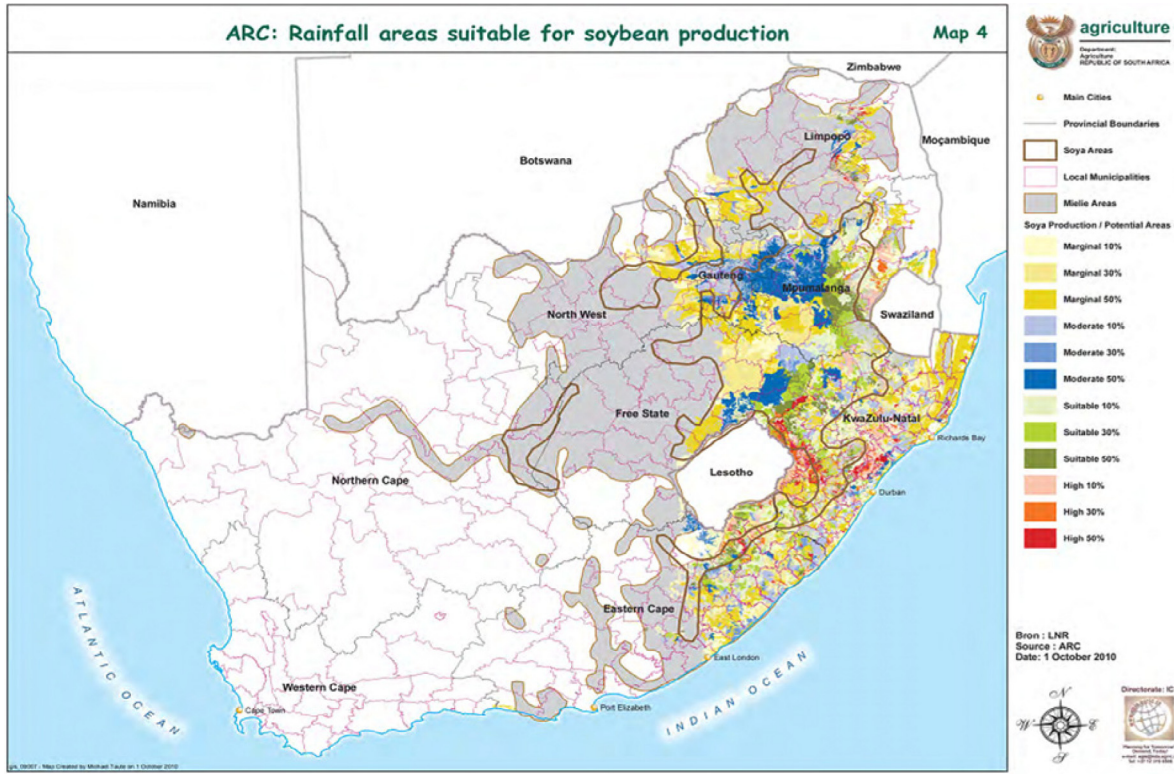 ARC: Rainfall areas suitable for soybean production
Map 4
agriculture
Department:
Agriculture
REPUBLIC OF SOUTH AFRICA
Main Cities
Provincial Boundaries
Soya Areas
Local Municipalities
Mielie Areas
Soya Production / Potential Areas
Marginal 10%
Marginal 30%
Marginal 50%
Moderate 10%
Moderate 30%
Moderate 50%
Suitable 10%
Suitable 30%
Suitable 50%
High 10%
High 30%
High 50%
Zimbabwe
Limpopo
Moçambique
Botswana
Namibia
Gauteng
Mpumalanga
North West
Swaziland
Free State
KwaZulu-Natal
Richards Bay
Lesotho
Northern Cape
Durban
Eastern Cape
East London
Western Cape
Port Elizabeth
Cape Town
ATLANTIC OCEAN
INDIAN OCEAN
Bron : LNR
Source : ARC
Date: 1 October 2010
N
W E
S
Directorate:
Map Created by Michael Taute on 1 October 2010